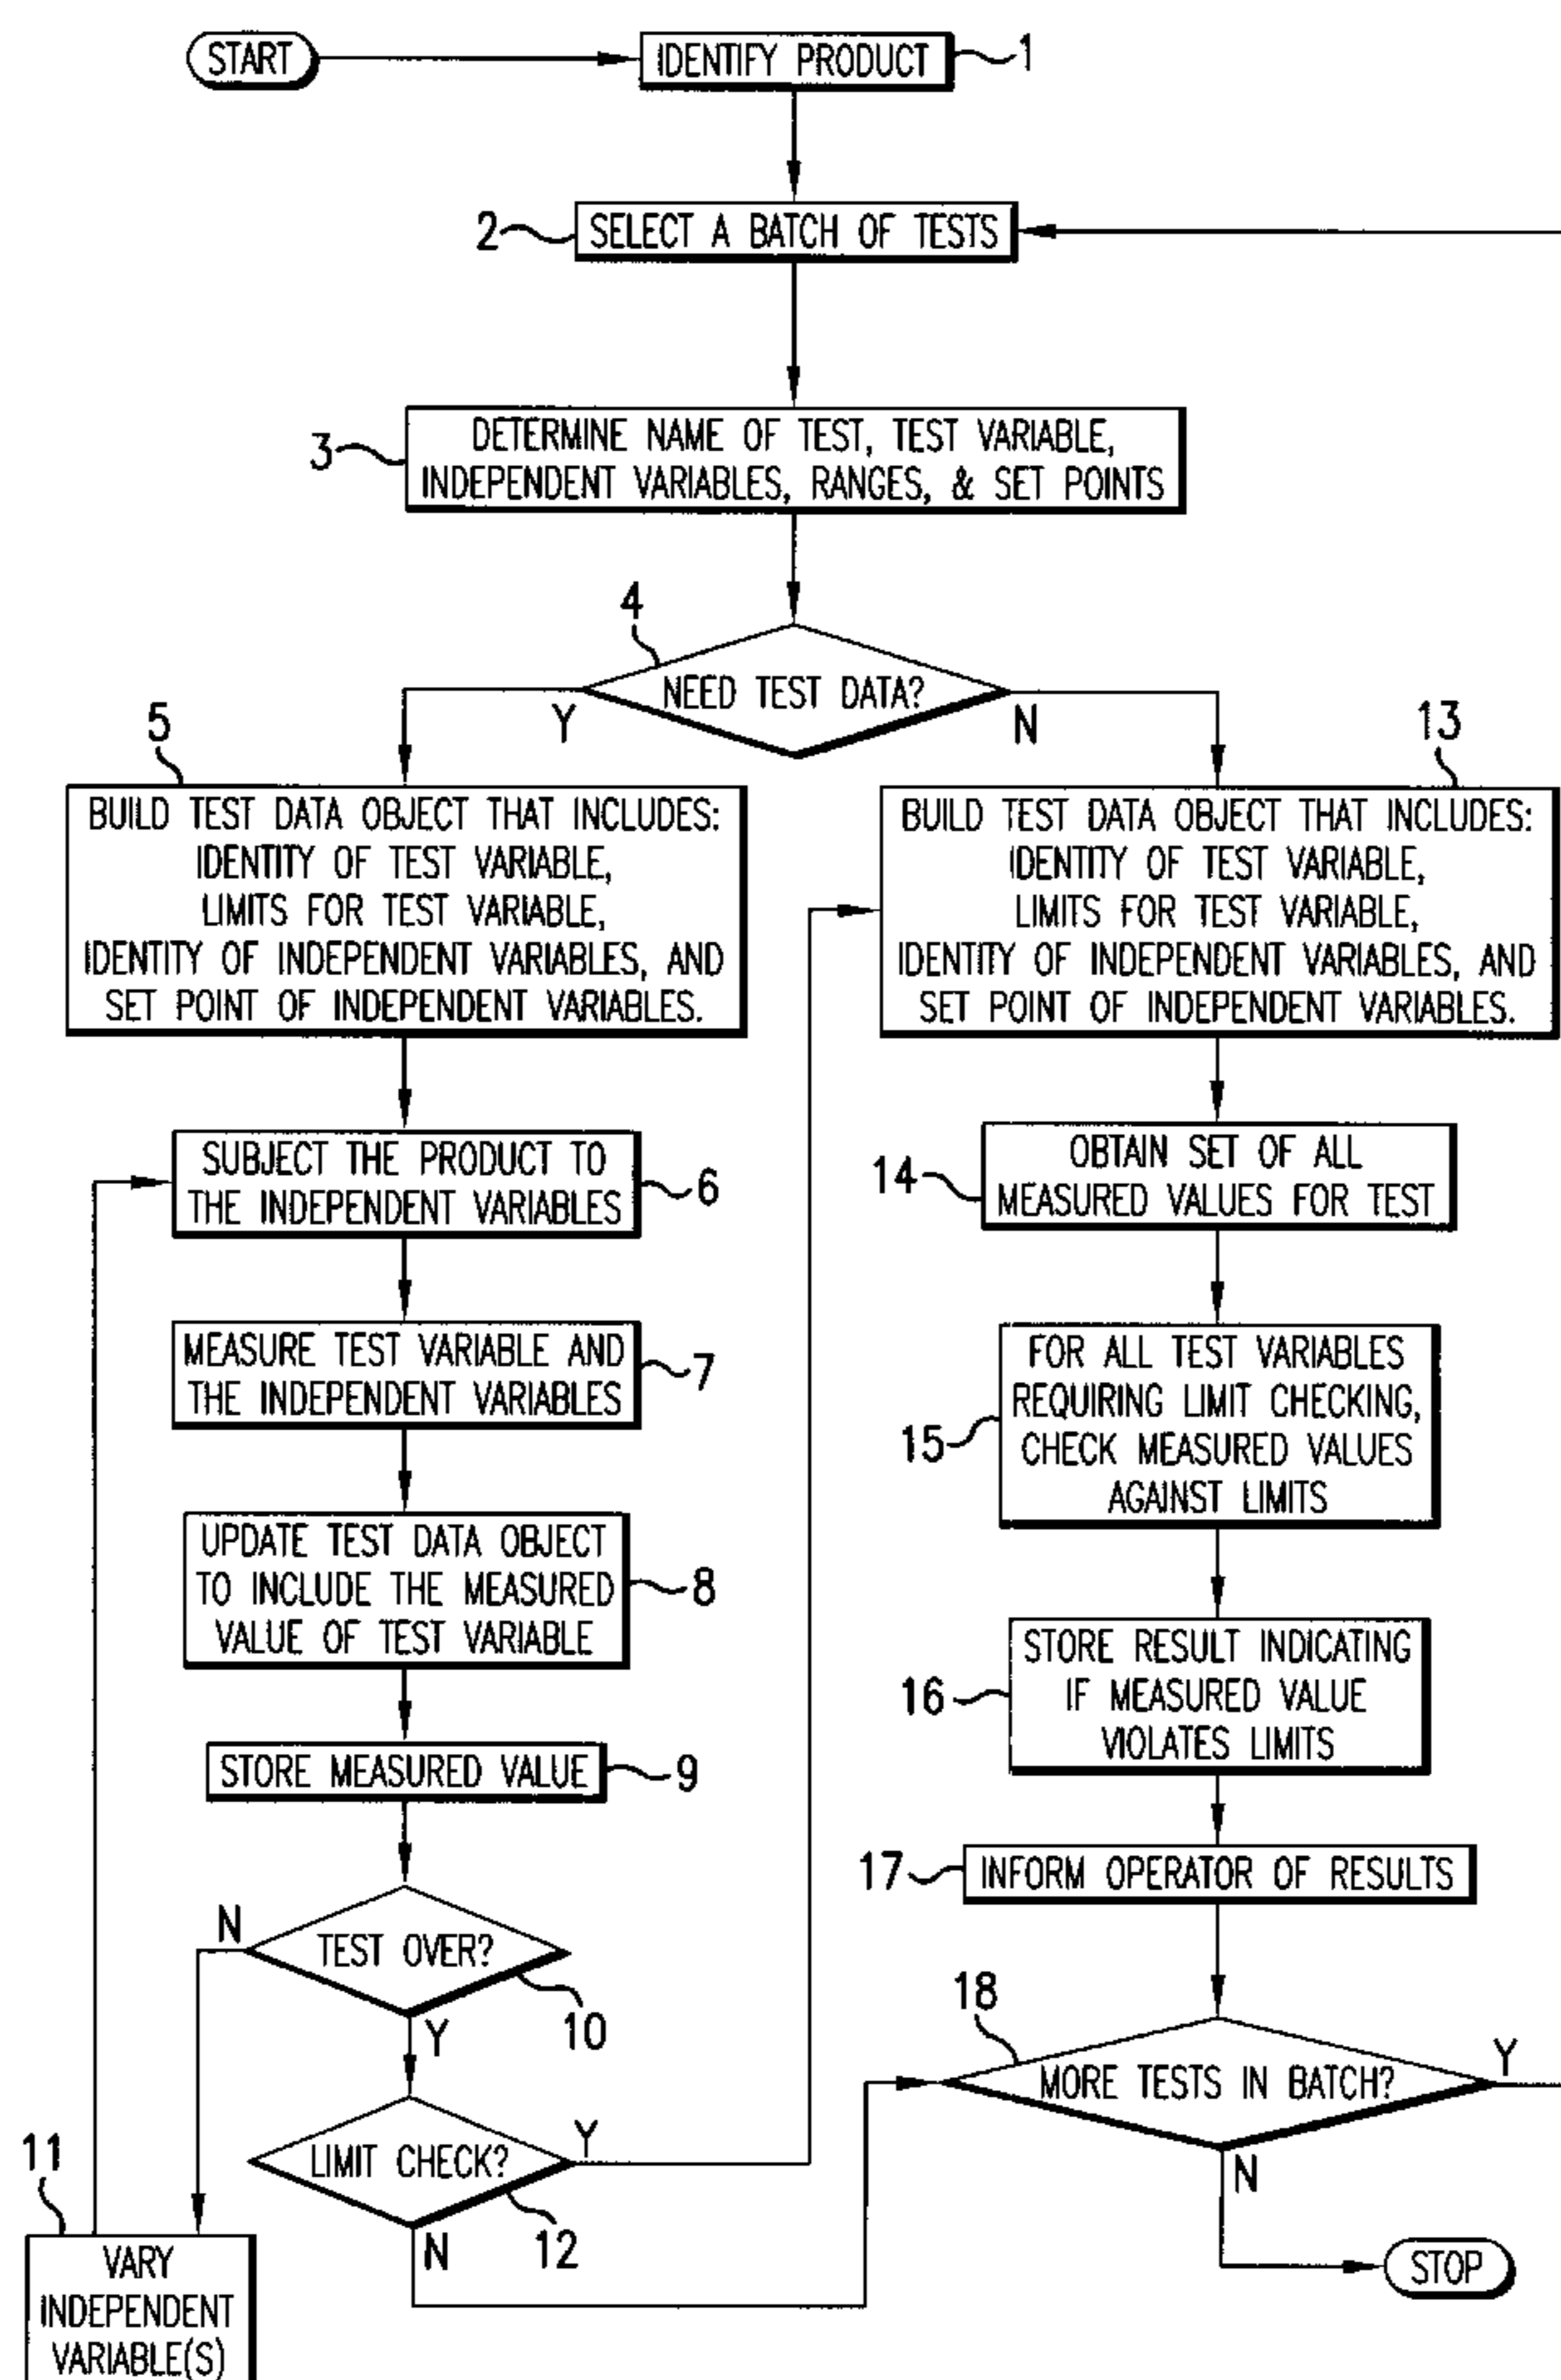 START
IDENTIFY PRODUCT
1
2
SELECT A BATCH OF TESTS
3
DETERMINE NAME OF TEST, TEST VARIABLE,
INDEPENDENT VARIABLES, RANGES, & SET POINTS
4
NEED TEST DATA?
Y
N
5
BUILD TEST DATA OBJECT THAT INCLUDES:
IDENTITY OF TEST VARIABLE,
LIMITS FOR TEST VARIABLE,
IDENTITY OF INDEPENDENT VARIABLES, AND
SET POINT OF INDEPENDENT VARIABLES.
SUBJECT THE PRODUCT TO
THE INDEPENDENT VARIABLES
6
MEASURE TEST VARIABLE AND
THE INDEPENDENT VARIABLES
7
UPDATE TEST DATA OBJECT
TO INCLUDE THE MEASURED
VALUE OF TEST VARIABLE
8
STORE MEASURED VALUE
9
N
TEST OVER?
10
Y
LIMIT CHECK?
Y
12
N
11
VARY
INDEPENDENT
VARIABLE(S)
13
BUILD TEST DATA OBJECT THAT INCLUDES:
IDENTITY OF TEST VARIABLE,
LIMITS FOR TEST VARIABLE,
IDENTITY OF INDEPENDENT VARIABLES, AND
SET POINT OF INDEPENDENT VARIABLES.
14
OBTAIN SET OF ALL
MEASURED VALUES FOR TEST
15
FOR ALL TEST VARIABLES
REQUIRING LIMIT CHECKING,
CHECK MEASURED VALUES
AGAINST LIMITS
16
STORE RESULT INDICATING
IF MEASURED VALUE
VIOLATES LIMITS
17
INFORM OPERATOR OF RESULTS
18
MORE TESTS IN BATCH?
Y
N
STOP